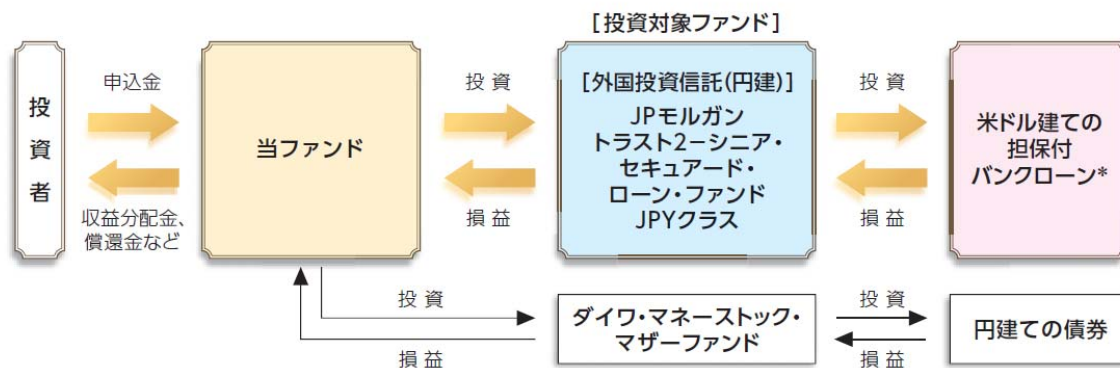 [投資対象ファンド]
投資者
申込金
収益分配金、
償還金など
当ファンド
投 資
損 益
[外国投資信託(円建)]
JPモルガン
トラスト2－シニア・
セキュアード・
ローン・ファンド
JPYクラス
投 資
損 益
米ドル建ての
担保付
バンクローン*
投 資
損 益
ダイワ・マネーストック・
マザーファンド
投 資
損 益
円建ての債券